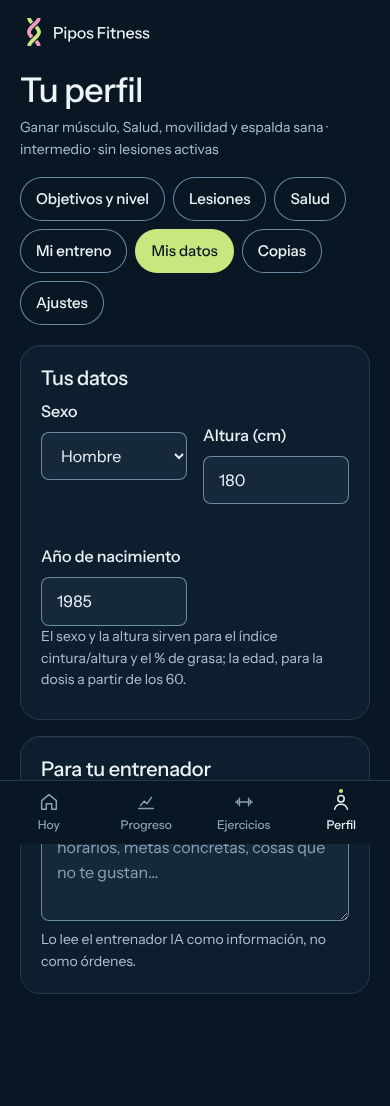 Pipos Fitness
Tu perfil
Ganar músculo, Salud, movilidad y espalda sana ·
intermedio · sin lesiones activas
Objetivos y nivel
Lesiones
Salud
Mi entreno
Mis datos
Copias
Ajustes
Tus datos
Sexo
Altura (cm)
Hombre
180
Año de nacimiento
1985
El sexo y la altura sirven para el índice
cintura/altura y el % de grasa; la edad, para la
dosis a partir de los 60.
Para tu entrenador
Hoy
Progreso
Ejercicios
Perfil
horarios, metas concretas, cosas que
no te gustan...
Lo lee el entrenador IA como información, no
como órdenes.